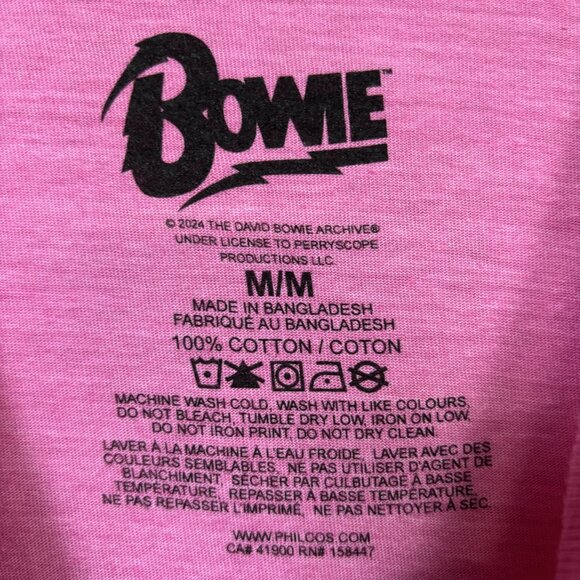 BOWIE™
© 2024 THE DAVID BOWIE ARCHIVE®
UNDER LICENSE TO PERRYSCOPE
PRODUCTIONS LLC.
M/M
MADE IN BANGLADESH
FABRIQUÉ AU BANGLADESH
100% COTTON / COTON
MACHINE WASH COLD, WASH WITH LIKE COLOURS,
DO NOT BLEACH, TUMBLE DRY LOW, IRON ON LOW,
DO NOT IRON PRINT, DO NOT DRY CLEAN.
LAVER À LA MACHINE À L'EAU FROIDE, LAVER AVEC DES
COULEURS SEMBLABLES, NE PAS UTILISER D'AGENT DE
BLANCHIMENT, SÉCHER PAR CULBUTAGE À BASSE
TEMPÉRATURE, REPASSER À BASSE TEMPÉRATURE,
NE PAS REPASSER L'IMPRIMÉ, NE PAS NETTOYER À SEC.
WWW.PHILCOS.COM
CA# 41900 RN# 158447